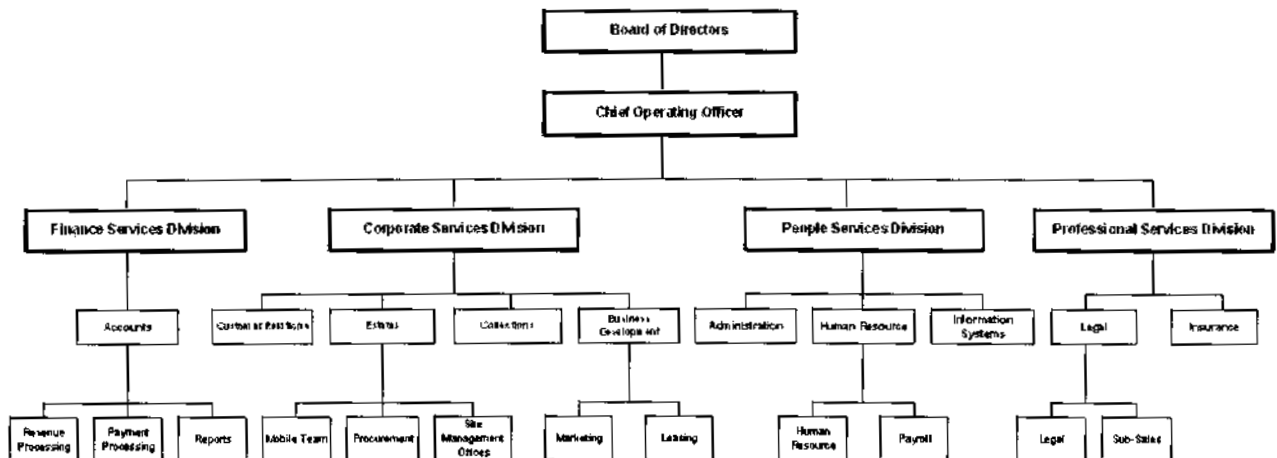 Board of Directors
Chief Operating Officer
Finance Services Division
Corporate Services Division
People Services Division
Professional Services Division
Accounts
Customer Relations
Estates
Collections
Business
Development
Administration
Human Resource
Information
Systems
Legal
Insurance
Revenue
Processing
Payment
Processing
Reports
Mobile Team
Procurement
Site
Management
Offices
Marketing
Leasing
Human
Resource
Payroll
Legal
Sub-Sales